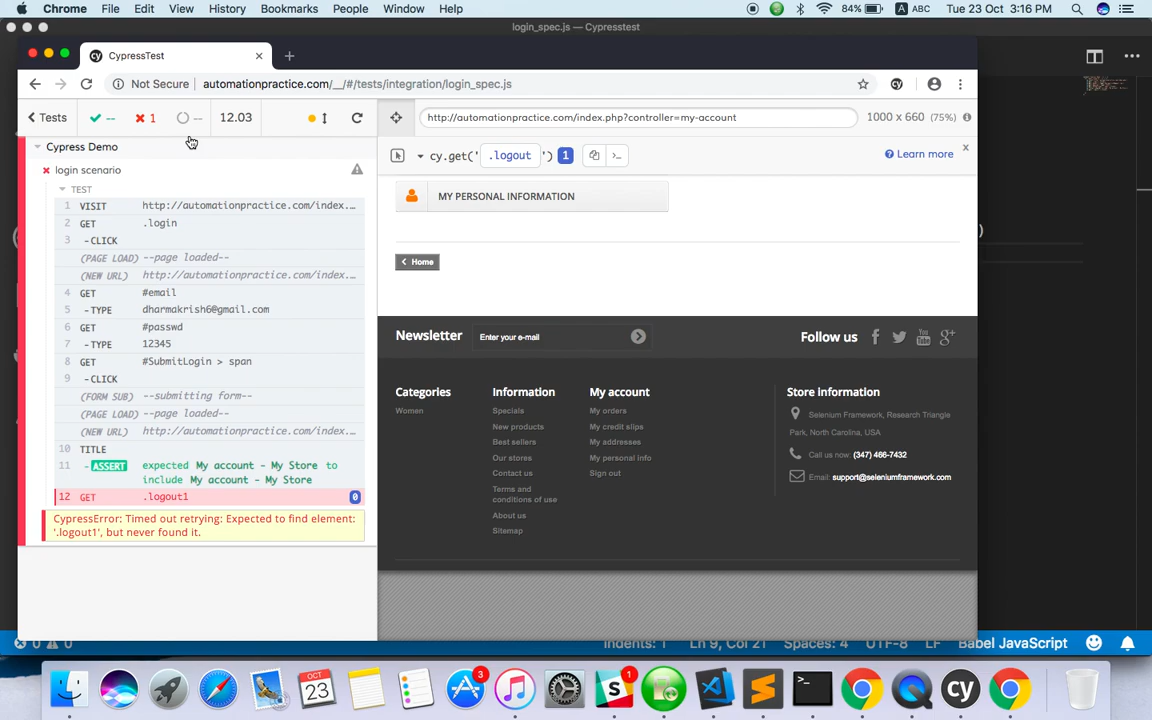 Chrome File Edit View History Bookmarks People Window Help 84% A ABC Tue 23 Oct 3:16 PM
login_spec.js — Cypresstest
cy CypressTest
Not Secure automationpractice.com/__/#/tests/integration/login_spec.js cy
Tests -- 1 -- 12.03
http://automationpractice.com/index.php?controller=my-account 1000 x 660 (75%)
cy.get(' .logout ') 1 >_ Learn more x
Cypress Demo
login scenario
TEST
1 VISIT http://automationpractice.com/index.…
2 GET .login
3 -CLICK
(PAGE LOAD) --page loaded--
(NEW URL) http://automationpractice.com/index.…
4 GET #email
5 -TYPE dharmakrish6@gmail.com
6 GET #passwd
7 -TYPE 12345
8 GET #SubmitLogin > span
9 -CLICK
(FORM SUB) --submitting form--
(PAGE LOAD) --page loaded--
(NEW URL) http://automationpractice.com/index.…
10 TITLE
11 -ASSERT expected My account - My Store to
include My account - My Store
12 GET .logout1 0
CypressError: Timed out retrying: Expected to find element:
'.logout1', but never found it.
MY PERSONAL INFORMATION
Home
Newsletter Enter your e-mail Follow us You Tube
Categories
Women
Information
Specials
New products
Best sellers
Our stores
Contact us
Terms and
conditions of use
About us
Sitemap
My account
My orders
My credit slips
My addresses
My personal info
Sign out
Store information
Selenium Framework, Research Triangle
Park, North Carolina, USA
Call us now: (347) 466-7432
Email: support@seleniumframework.com
)
0 0 Indents: 1 Ln 9, Col 21 Spaces: 4 UTF-8 LF Babel JavaScript
OCT
23
3
1
>_
cy